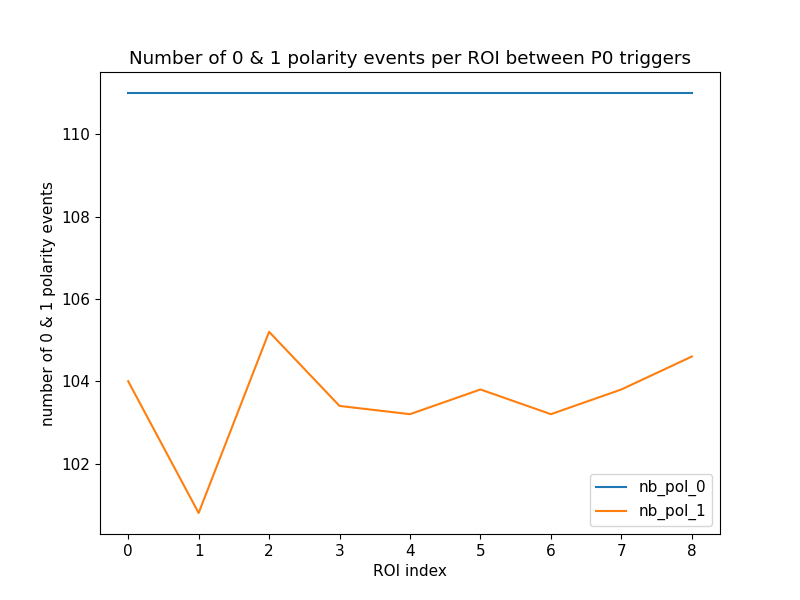 Number of 0 & 1 polarity events per ROI between P0 triggers
number of 0 & 1 polarity events
110
108
106
104
102
0 1 2 3 4 5 6 7 8
ROI index
nb_pol_0
nb_pol_1